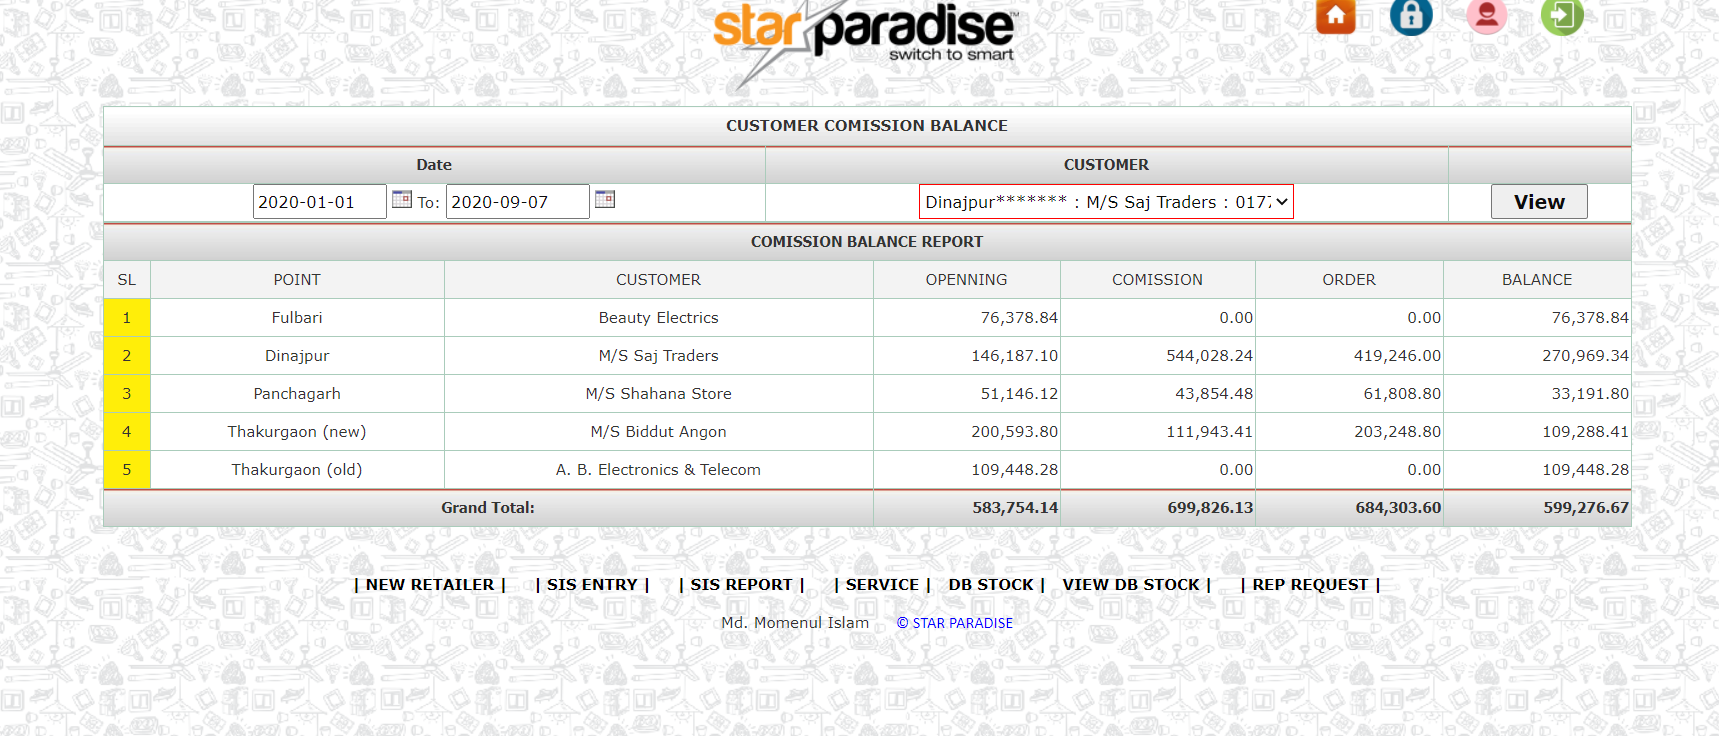 starparadise™
switch to smart
CUSTOMER COMISSION BALANCE
Date CUSTOMER
2020-01-01 To: 2020-09-07 Dinajpur******* : M/S Saj Traders : 0177 View
COMISSION BALANCE REPORT
SL POINT CUSTOMER OPENNING COMISSION ORDER BALANCE
1 Fulbari Beauty Electrics 76,378.84 0.00 0.00 76,378.84
2 Dinajpur M/S Saj Traders 146,187.10 544,028.24 419,246.00 270,969.34
3 Panchagarh M/S Shahana Store 51,146.12 43,854.48 61,808.80 33,191.80
4 Thakurgaon (new) M/S Biddut Angon 200,593.80 111,943.41 203,248.80 109,288.41
5 Thakurgaon (old) A. B. Electronics & Telecom 109,448.28 0.00 0.00 109,448.28
Grand Total: 583,754.14 699,826.13 684,303.60 599,276.67
| NEW RETAILER | | SIS ENTRY | | SIS REPORT | | SERVICE | DB STOCK | VIEW DB STOCK | | REP REQUEST |
Md. Momenul Islam © STAR PARADISE